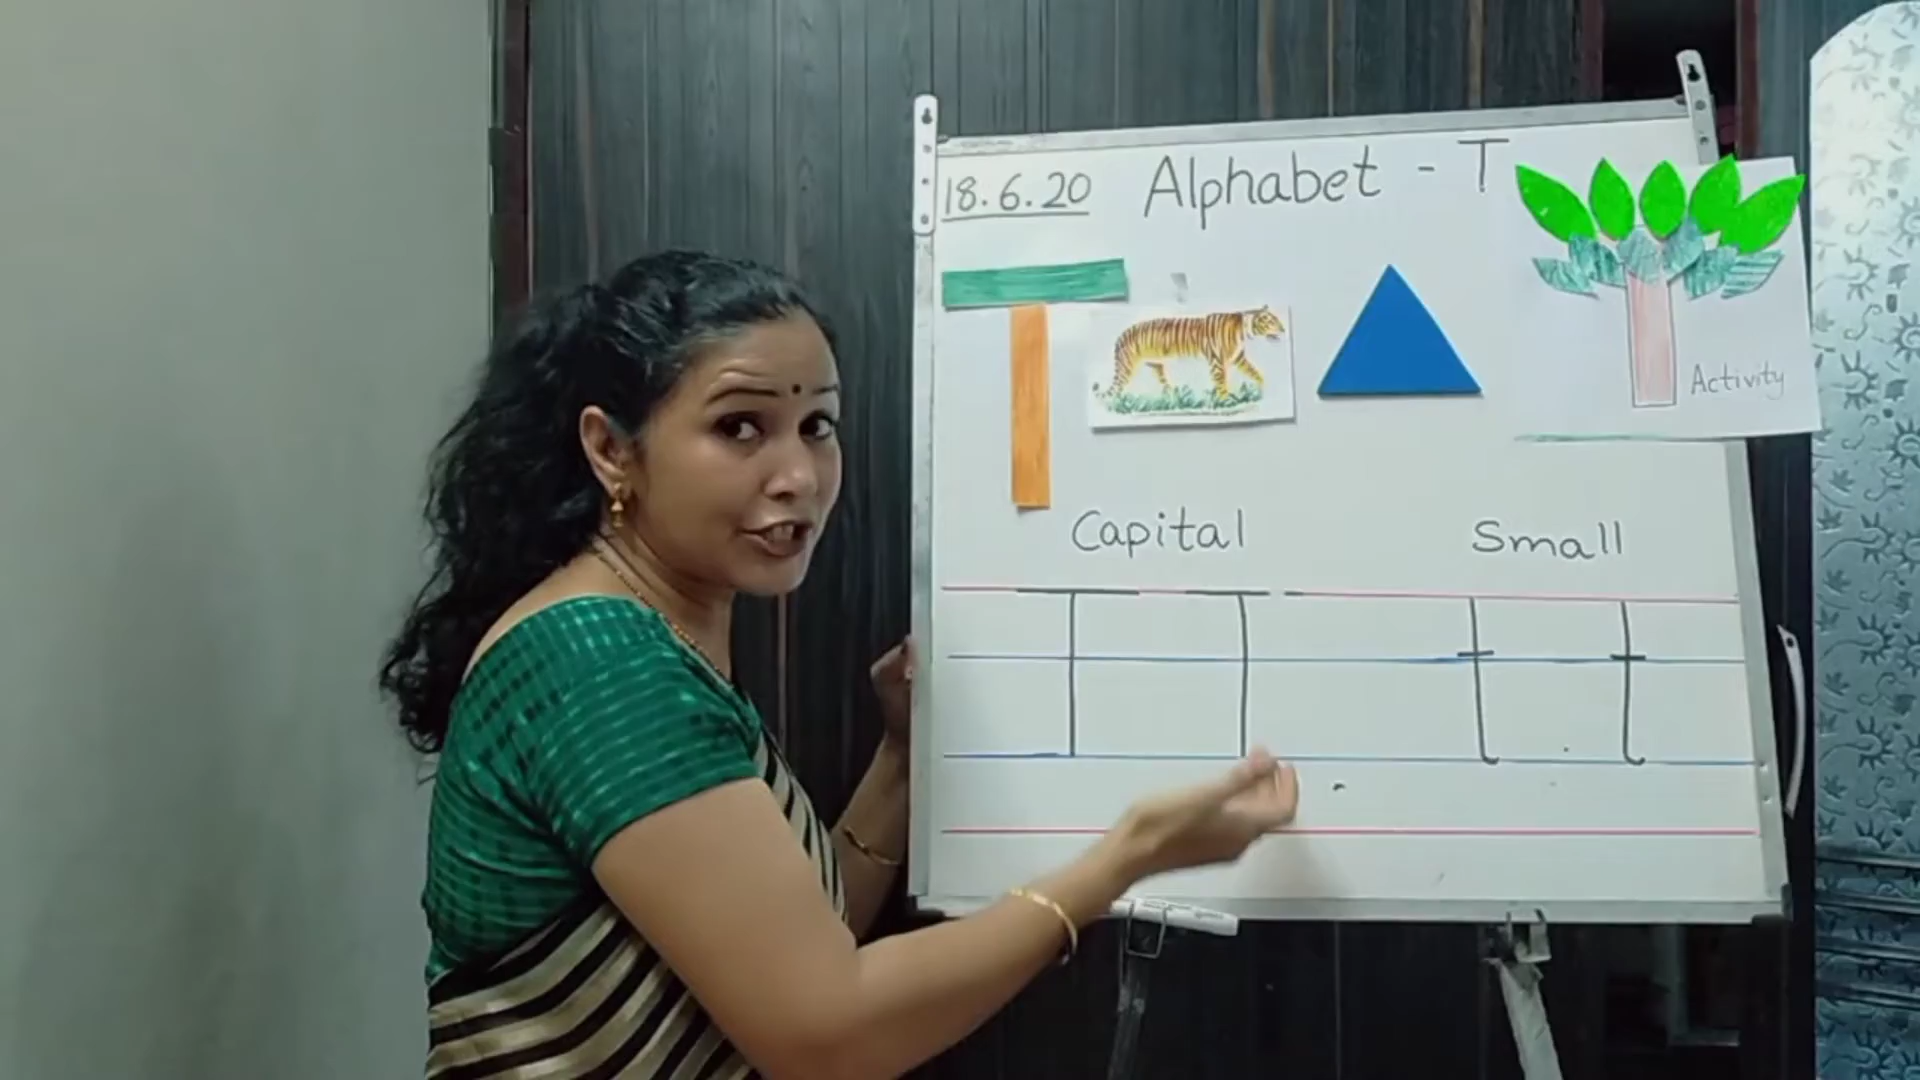 18.6.20
Alphabet - T
T
Activity
Capital
Small
T T
t t